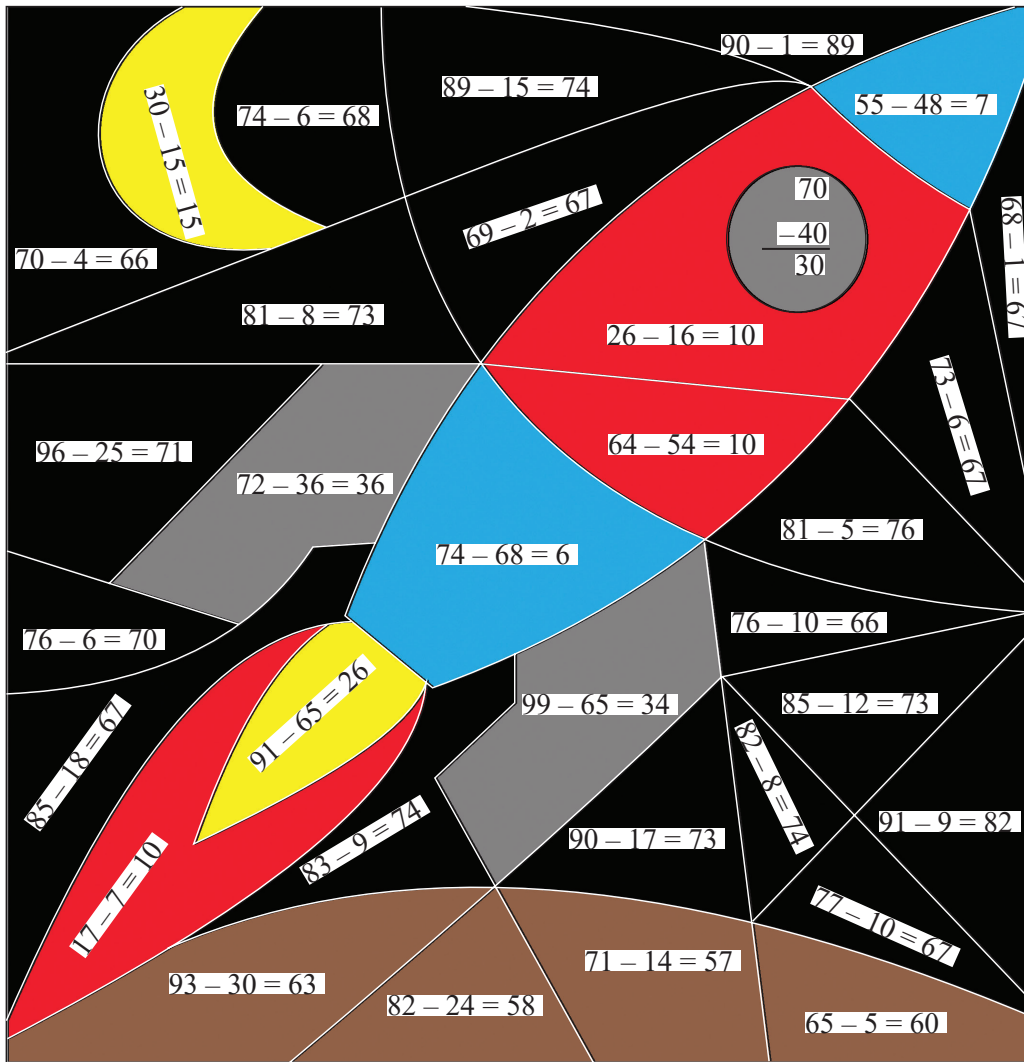 90 – 1 = 89
89 – 15 = 74
55 – 48 = 7
30 – 15 = 15
74 – 6 = 68
70
–40
30
69 – 2 = 67
70 – 4 = 66
68 – 1 = 67
81 – 8 = 73
26 – 16 = 10
73 – 6 = 67
96 – 25 = 71
64 – 54 = 10
72 – 36 = 36
81 – 5 = 76
74 – 68 = 6
76 – 6 = 70
76 – 10 = 66
91 – 65 = 26
99 – 65 = 34
85 – 12 = 73
85 – 18 = 67
82 – 8 = 74
91 – 9 = 82
83 – 9 = 74
90 – 17 = 73
17 – 7 = 10
77 – 10 = 67
71 – 14 = 57
93 – 30 = 63
82 – 24 = 58
65 – 5 = 60